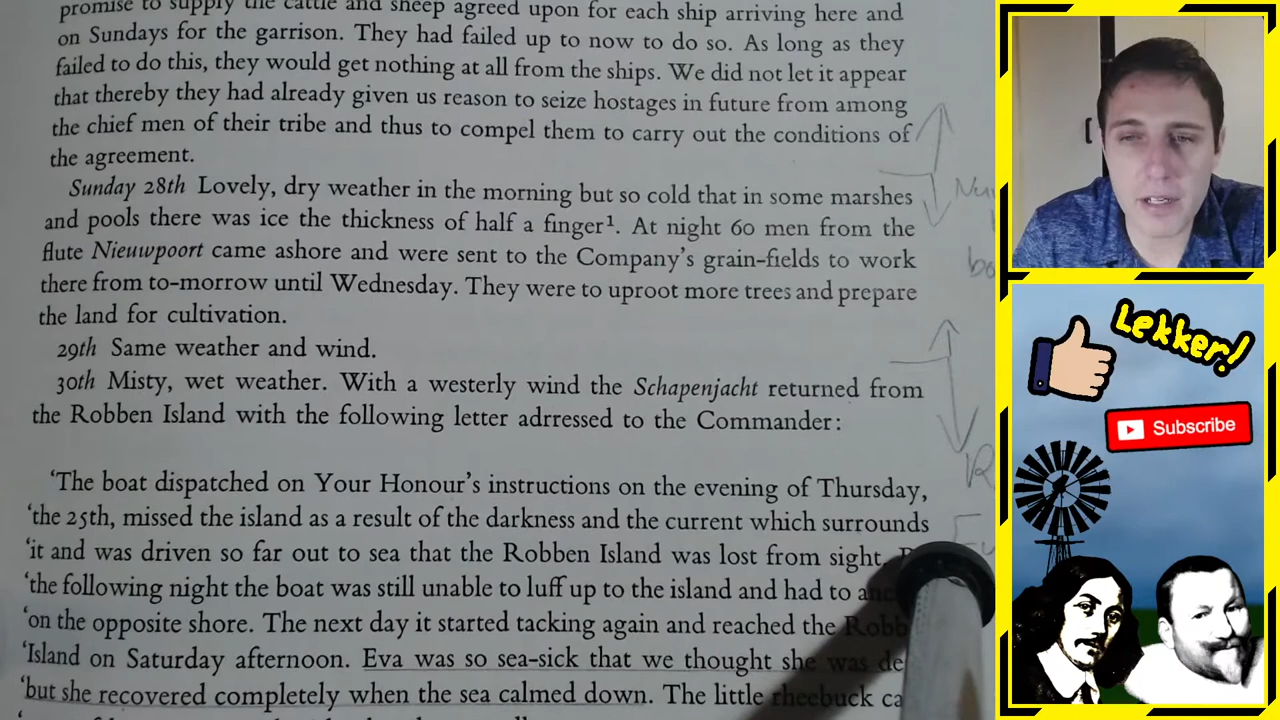 promise to supply the cattle and sheep agreed upon for each ship arriving here and
on Sundays for the garrison. They had failed up to now to do so. As long as they
failed to do this, they would get nothing at all from the ships. We did not let it appear
that thereby they had already given us reason to seize hostages in future from among
the chief men of their tribe and thus to compel them to carry out the conditions of
the agreement.
Sunday 28th Lovely, dry weather in the morning but so cold that in some marshes
and pools there was ice the thickness of half a finger¹. At night 60 men from the
flute Nieuwpoort came ashore and were sent to the Company's grain-fields to work
there from to-morrow until Wednesday. They were to uproot more trees and prepare
the land for cultivation.
29th Same weather and wind.
30th Misty, wet weather. With a westerly wind the Schapenjacht returned from
the Robben Island with the following letter adrressed to the Commander:
'The boat dispatched on Your Honour's instructions on the evening of Thursday,
'the 25th, missed the island as a result of the darkness and the current which surrounds
'it and was driven so far out to sea that the Robben Island was lost from sight.
'the following night the boat was still unable to luff up to the island and had to
'on the opposite shore. The next day it started tacking again and reached the Robb
'Island on Saturday afternoon. Eva was so sea-sick that we thought she was de
'but she recovered completely when the sea calmed down. The little rheebuck ca
Lekker!
Subscribe